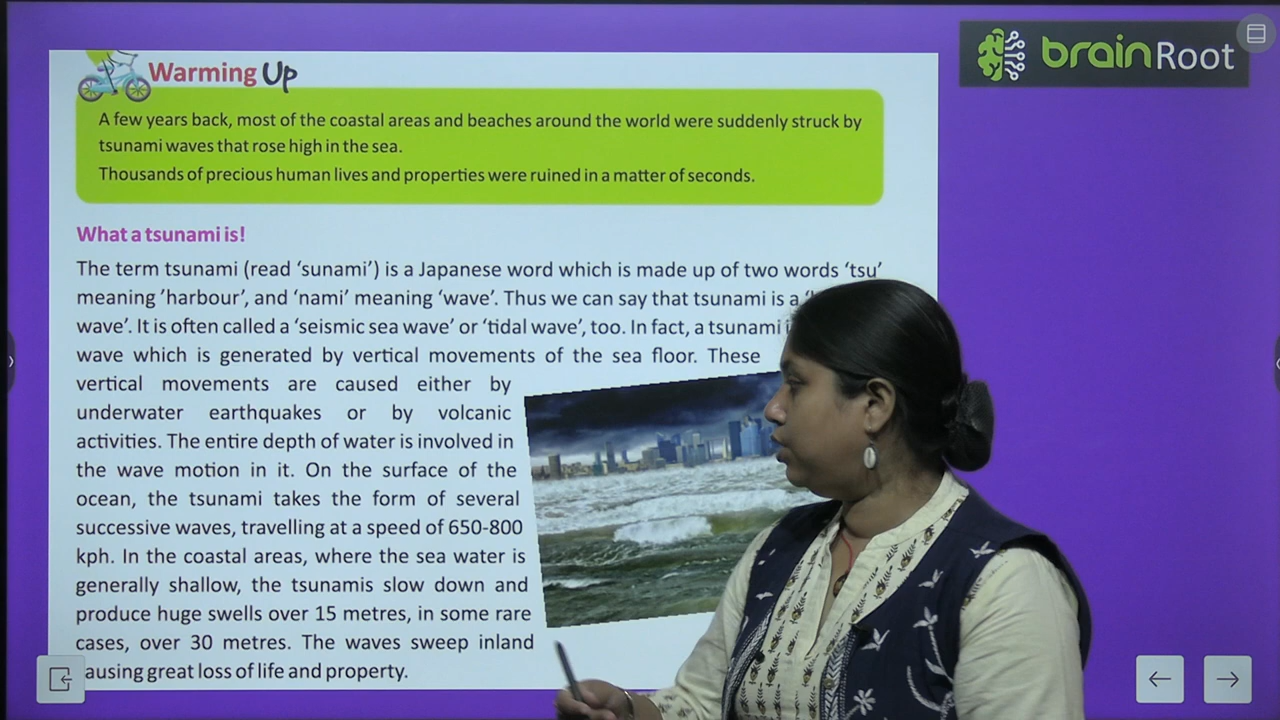 brainRoot
Warming Up
A few years back, most of the coastal areas and beaches around the world were suddenly struck by
tsunami waves that rose high in the sea.
Thousands of precious human lives and properties were ruined in a matter of seconds.
What a tsunami is!
The term tsunami (read ‘sunami’) is a Japanese word which is made up of two words ‘tsu’
meaning ’harbour’, and ‘nami’ meaning ‘wave’. Thus we can say that tsunami is a
wave’. It is often called a ‘seismic sea wave’ or ‘tidal wave’, too. In fact, a tsunami
wave which is generated by vertical movements of the sea floor. These
vertical movements are caused either by
underwater earthquakes or by volcanic
activities. The entire depth of water is involved in
the wave motion in it. On the surface of the
ocean, the tsunami takes the form of several
successive waves, travelling at a speed of 650-800
kph. In the coastal areas, where the sea water is
generally shallow, the tsunamis slow down and
produce huge swells over 15 metres, in some rare
cases, over 30 metres. The waves sweep inland
ausing great loss of life and property.